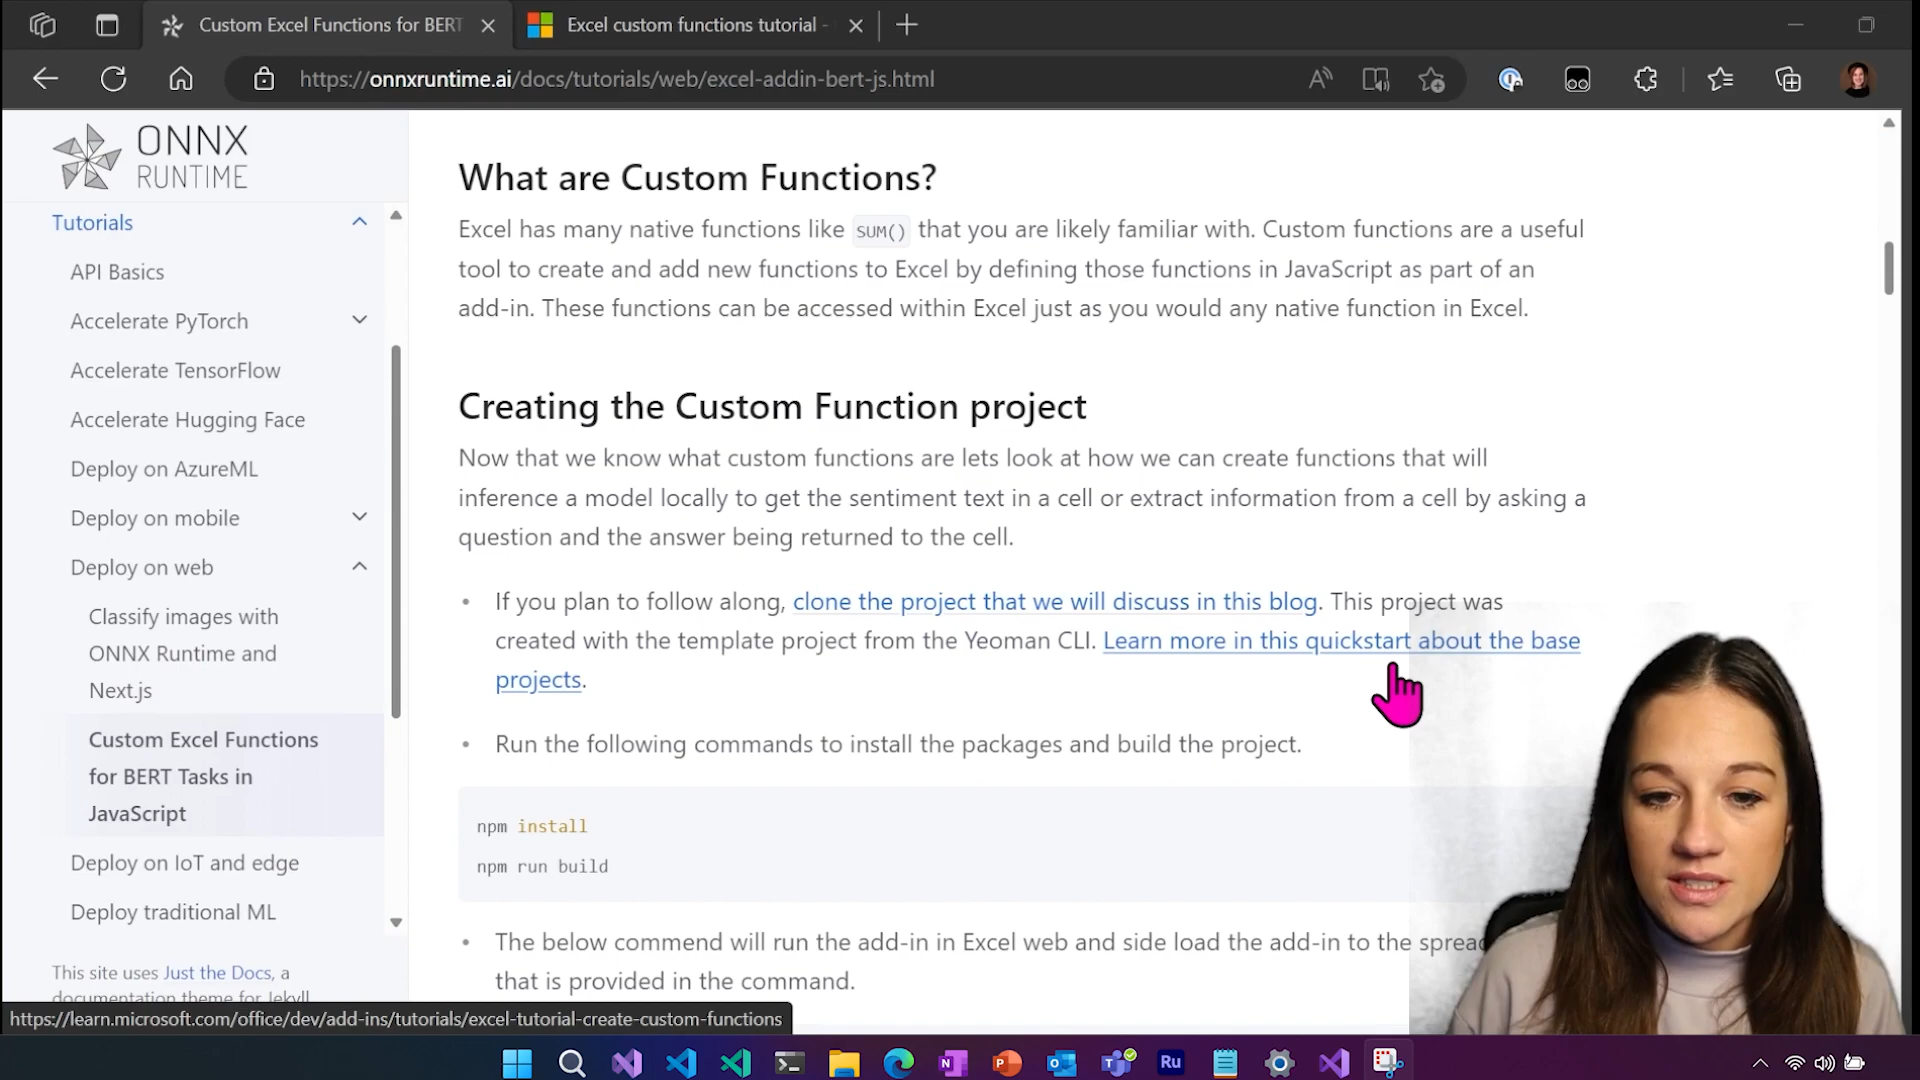 Custom Excel Functions for BERT
Excel custom functions tutorial -
https://onnxruntime.ai/docs/tutorials/web/excel-addin-bert-js.html
ONNX
RUNTIME
Tutorials
API Basics
Accelerate PyTorch
Accelerate TensorFlow
Accelerate Hugging Face
Deploy on AzureML
Deploy on mobile
Deploy on web
Classify images with
ONNX Runtime and
Next.js
Custom Excel Functions
for BERT Tasks in
JavaScript
Deploy on IoT and edge
Deploy traditional ML
This site uses Just the Docs, a
documentation theme for Jekyll
What are Custom Functions?
Excel has many native functions like SUM() that you are likely familiar with. Custom functions are a useful
tool to create and add new functions to Excel by defining those functions in JavaScript as part of an
add-in. These functions can be accessed within Excel just as you would any native function in Excel.
Creating the Custom Function project
Now that we know what custom functions are lets look at how we can create functions that will
inference a model locally to get the sentiment text in a cell or extract information from a cell by asking a
question and the answer being returned to the cell.
• If you plan to follow along, clone the project that we will discuss in this blog. This project was
created with the template project from the Yeoman CLI. Learn more in this quickstart about the base
projects.
• Run the following commands to install the packages and build the project.
npm install
npm run build
• The below commend will run the add-in in Excel web and side load the add-in to the spread
that is provided in the command.
https://learn.microsoft.com/office/dev/add-ins/tutorials/excel-tutorial-create-custom-functions
Ru